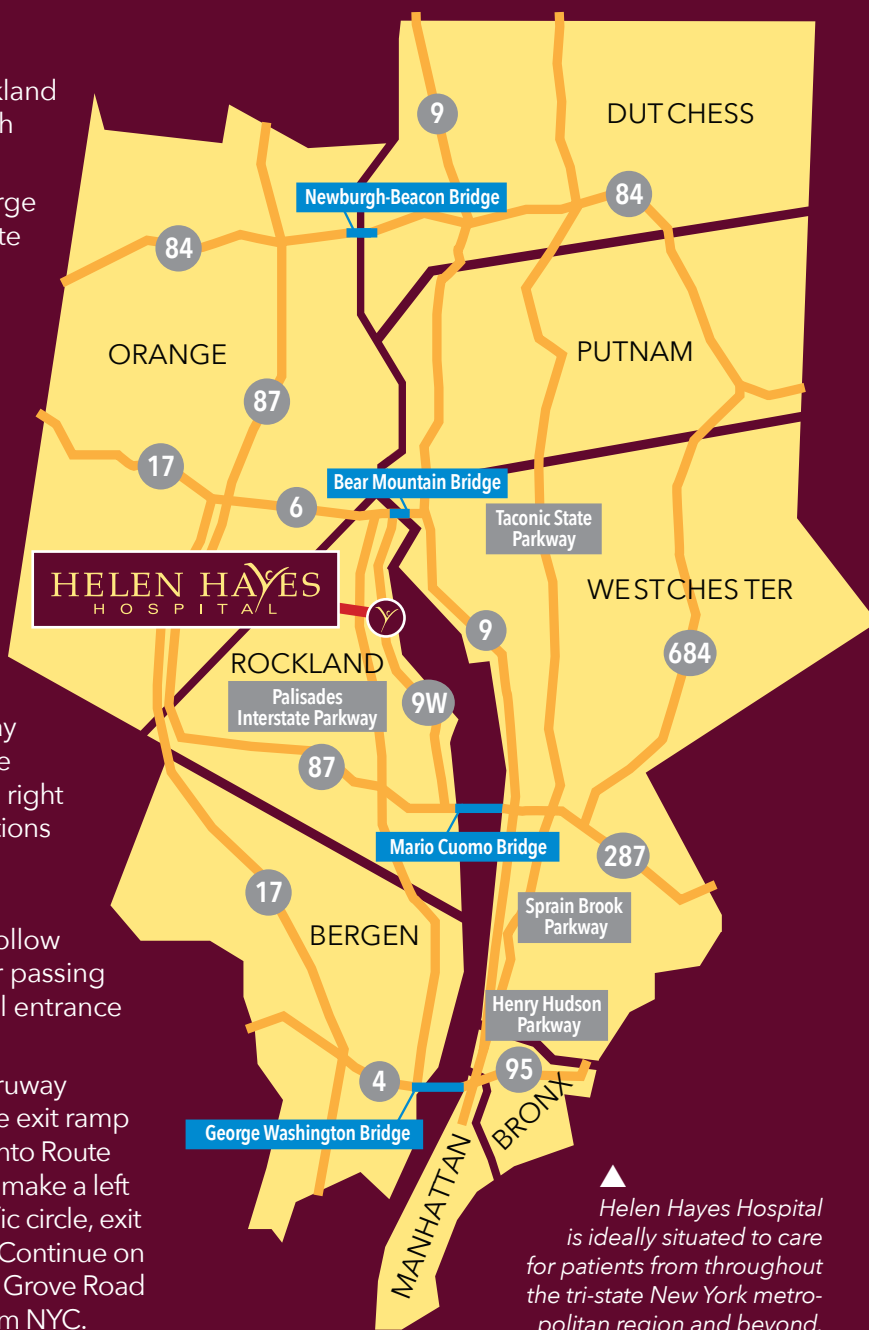 kland
h
rge
te
ay
e
right
tions
ollow
r passing
l entrance
ruway
e exit ramp
nto Route
make a left
fic circle, exit
Continue on
Grove Road
m NYC.
9
DUTCHESS
Newburgh-Beacon Bridge
84
84
ORANGE
PUTNAM
87
17
Bear Mountain Bridge
6
Taconic State
Parkway
HELEN HAYES
HOSPITAL
WESTCHESTER
9
684
ROCKLAND
Palisades
Interstate Parkway
9W
87
Mario Cuomo Bridge
287
17
Sprain Brook
Parkway
BERGEN
Henry Hudson
Parkway
4
95
George Washington Bridge
BRONX
MANHATTAN
Helen Hayes Hospital
is ideally situated to care
for patients from throughout
the tri-state New York metro-
politan region and beyond.